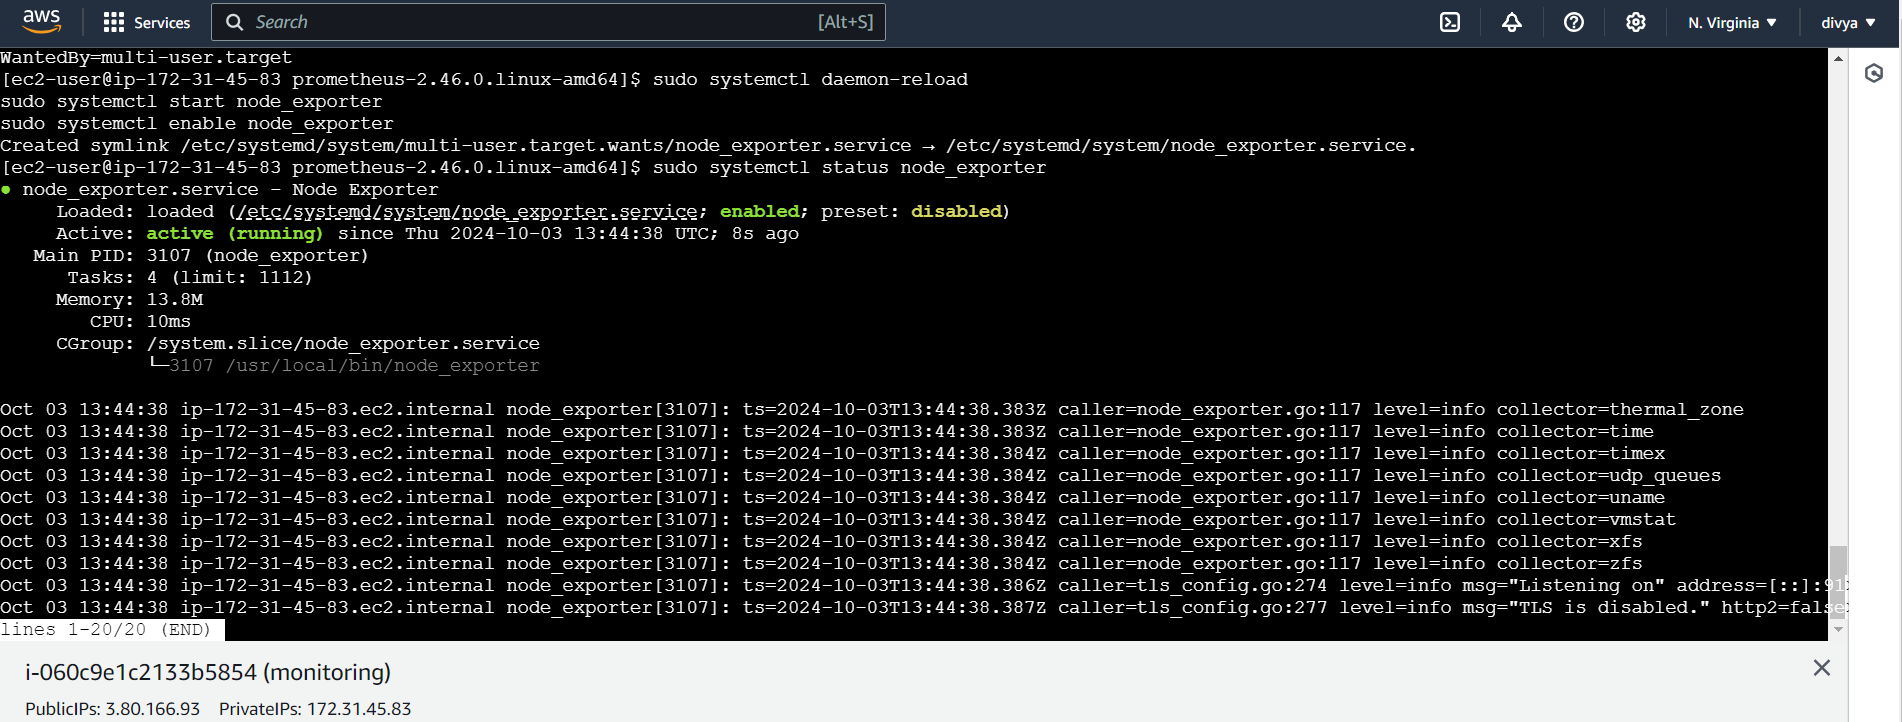 aws Services Search [Alt+S] N. Virginia ▼ divya ▼
WantedBy=multi-user.target
[ec2-user@ip-172-31-45-83 prometheus-2.46.0.linux-amd64]$ sudo systemctl daemon-reload
sudo systemctl start node_exporter
sudo systemctl enable node_exporter
Created symlink /etc/systemd/system/multi-user.target.wants/node_exporter.service → /etc/systemd/system/node_exporter.service.
[ec2-user@ip-172-31-45-83 prometheus-2.46.0.linux-amd64]$ sudo systemctl status node_exporter
● node_exporter.service - Node Exporter
Loaded: loaded (/etc/systemd/system/node_exporter.service; enabled; preset: disabled)
Active: active (running) since Thu 2024-10-03 13:44:38 UTC; 8s ago
Main PID: 3107 (node_exporter)
Tasks: 4 (limit: 1112)
Memory: 13.8M
CPU: 10ms
CGroup: /system.slice/node_exporter.service
└─3107 /usr/local/bin/node_exporter
Oct 03 13:44:38 ip-172-31-45-83.ec2.internal node_exporter[3107]: ts=2024-10-03T13:44:38.383Z caller=node_exporter.go:117 level=info collector=thermal_zone
Oct 03 13:44:38 ip-172-31-45-83.ec2.internal node_exporter[3107]: ts=2024-10-03T13:44:38.383Z caller=node_exporter.go:117 level=info collector=time
Oct 03 13:44:38 ip-172-31-45-83.ec2.internal node_exporter[3107]: ts=2024-10-03T13:44:38.384Z caller=node_exporter.go:117 level=info collector=timex
Oct 03 13:44:38 ip-172-31-45-83.ec2.internal node_exporter[3107]: ts=2024-10-03T13:44:38.384Z caller=node_exporter.go:117 level=info collector=udp_queues
Oct 03 13:44:38 ip-172-31-45-83.ec2.internal node_exporter[3107]: ts=2024-10-03T13:44:38.384Z caller=node_exporter.go:117 level=info collector=uname
Oct 03 13:44:38 ip-172-31-45-83.ec2.internal node_exporter[3107]: ts=2024-10-03T13:44:38.384Z caller=node_exporter.go:117 level=info collector=vmstat
Oct 03 13:44:38 ip-172-31-45-83.ec2.internal node_exporter[3107]: ts=2024-10-03T13:44:38.384Z caller=node_exporter.go:117 level=info collector=xfs
Oct 03 13:44:38 ip-172-31-45-83.ec2.internal node_exporter[3107]: ts=2024-10-03T13:44:38.384Z caller=node_exporter.go:117 level=info collector=zfs
Oct 03 13:44:38 ip-172-31-45-83.ec2.internal node_exporter[3107]: ts=2024-10-03T13:44:38.386Z caller=tls_config.go:274 level=info msg="Listening on" address=[::]:91
Oct 03 13:44:38 ip-172-31-45-83.ec2.internal node_exporter[3107]: ts=2024-10-03T13:44:38.387Z caller=tls_config.go:277 level=info msg="TLS is disabled." http2=false
lines 1-20/20 (END)
i-060c9e1c2133b5854 (monitoring)
PublicIPs: 3.80.166.93 PrivateIPs: 172.31.45.83